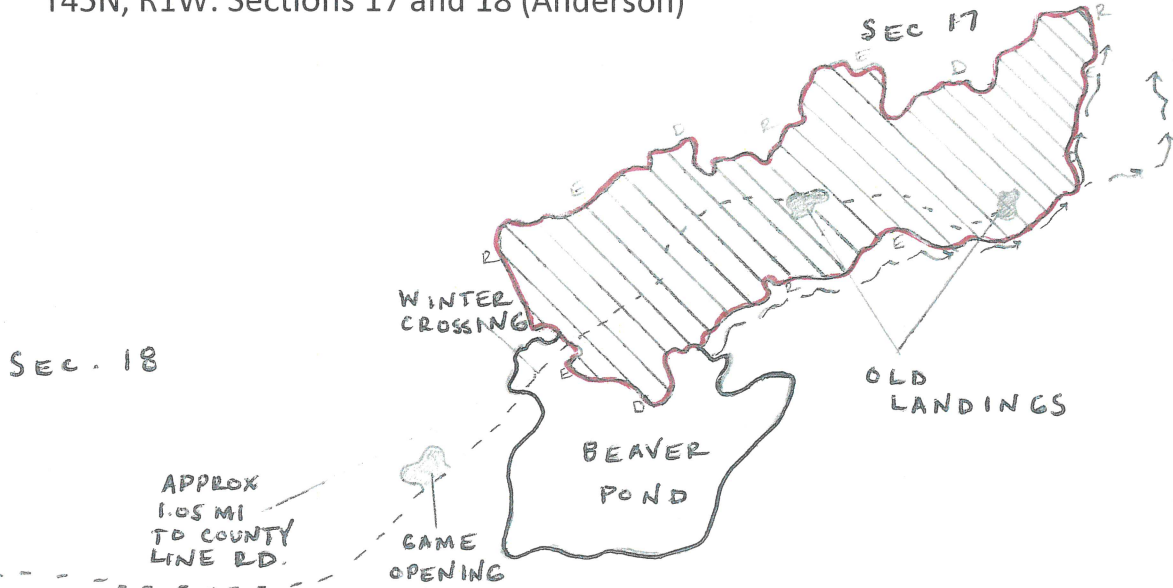 T45N, R1W: Sections 17 and 18 (Anderson)
SEC 17
R
E
D
D
R
E
R
WINTER
CROSSING
E
R
SEC. 18
E
D
OLD
LANDINGS
BEAVER
POND
APPROX
1.05 MI
TO COUNTY
LINE RD.
GAME
OPENING